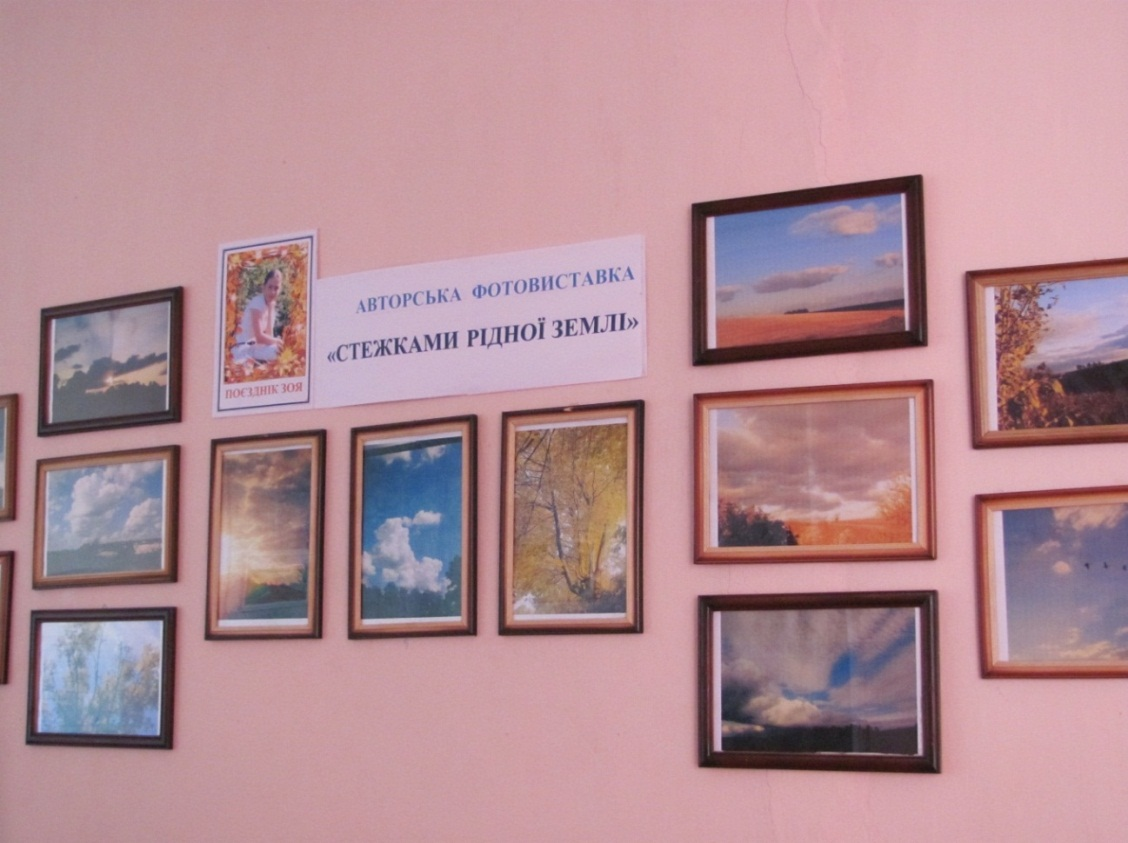 АВТОРСЬКА ФОТОВИСТАВКА
«СТЕЖКАМИ РІДНОЇ ЗЕМЛІ»
ПОЄЗДНІК ЗОЯ